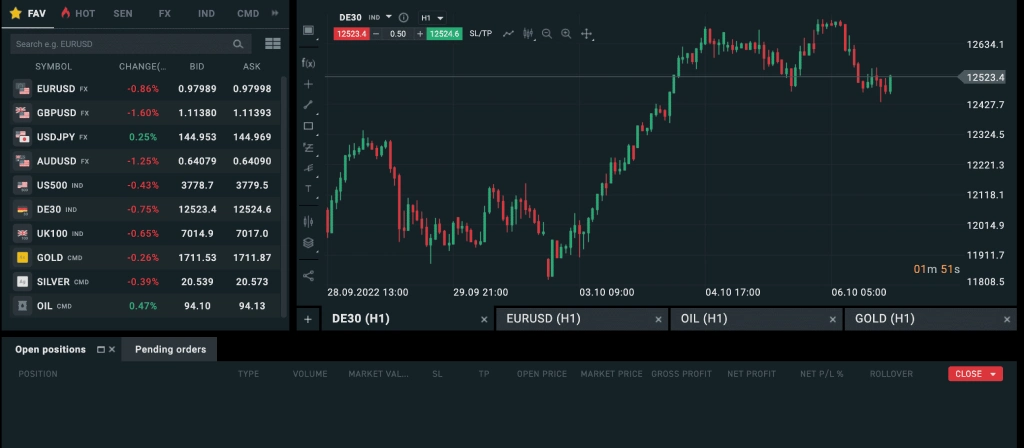 FAV HOT SEN FX IND CMD »
Search e.g. EURUSD
SYMBOL CHANGE(... BID ASK
EURUSD FX -0.86% 0.97989 0.97998
GBPUSD FX -1.60% 1.11380 1.11393
USDJPY FX 0.25% 144.953 144.969
AUDUSD FX -1.25% 0.64079 0.64090
US500 IND -0.43% 3778.7 3779.5
DE30 IND -0.75% 12523.4 12524.6
UK100 IND -0.65% 7014.9 7017.0
GOLD CMD -0.26% 1711.53 1711.87
SILVER CMD -0.39% 20.539 20.573
OIL CMD 0.47% 94.10 94.13
DE30 IND H1
12523.4 − 0.50 + 12524.6 SL/TP
f(x)
T
12634.1
12523.4
12427.7
12324.5
12221.3
12118.1
12014.9
11911.7
11808.5
01m 51s
28.09.2022 13:00 29.09 21:00 03.10 09:00 04.10 17:00 06.10 05:00
+ DE30 (H1) × EURUSD (H1) × OIL (H1) × GOLD (H1) ×
Open positions × Pending orders
POSITION TYPE VOLUME MARKET VAL... SL TP OPEN PRICE MARKET PRICE GROSS PROFIT NET PROFIT NET P/L % ROLLOVER CLOSE